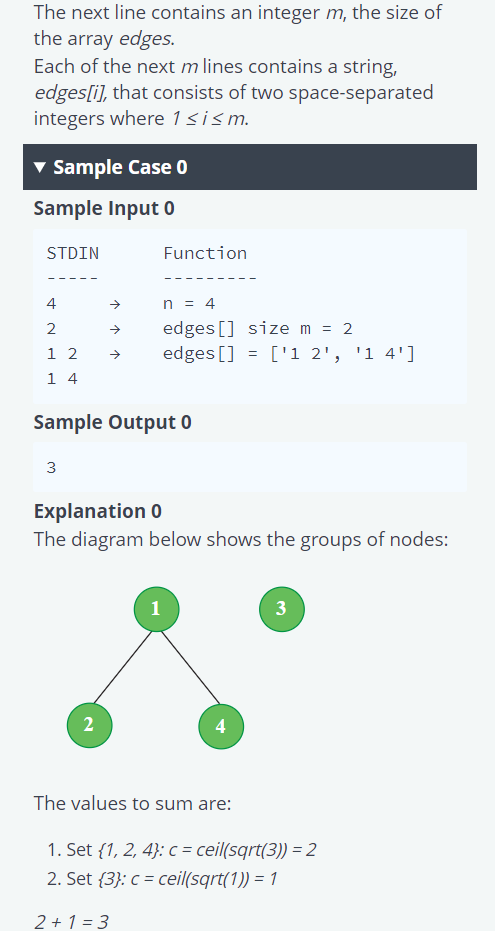 The next line contains an integer m, the size of
the array edges.
Each of the next m lines contains a string,
edges[i], that consists of two space-separated
integers where 1 ≤ i ≤ m.
▼ Sample Case 0
Sample Input 0
STDIN Function
----- ---------
4 → n = 4
2 → edges[] size m = 2
1 2 → edges[] = ['1 2', '1 4']
1 4
Sample Output 0
3
Explanation 0
The diagram below shows the groups of nodes:
1 3
2 4
The values to sum are:
1. Set {1, 2, 4}: c = ceil(sqrt(3)) = 2
2. Set {3}: c = ceil(sqrt(1)) = 1
2 + 1 = 3